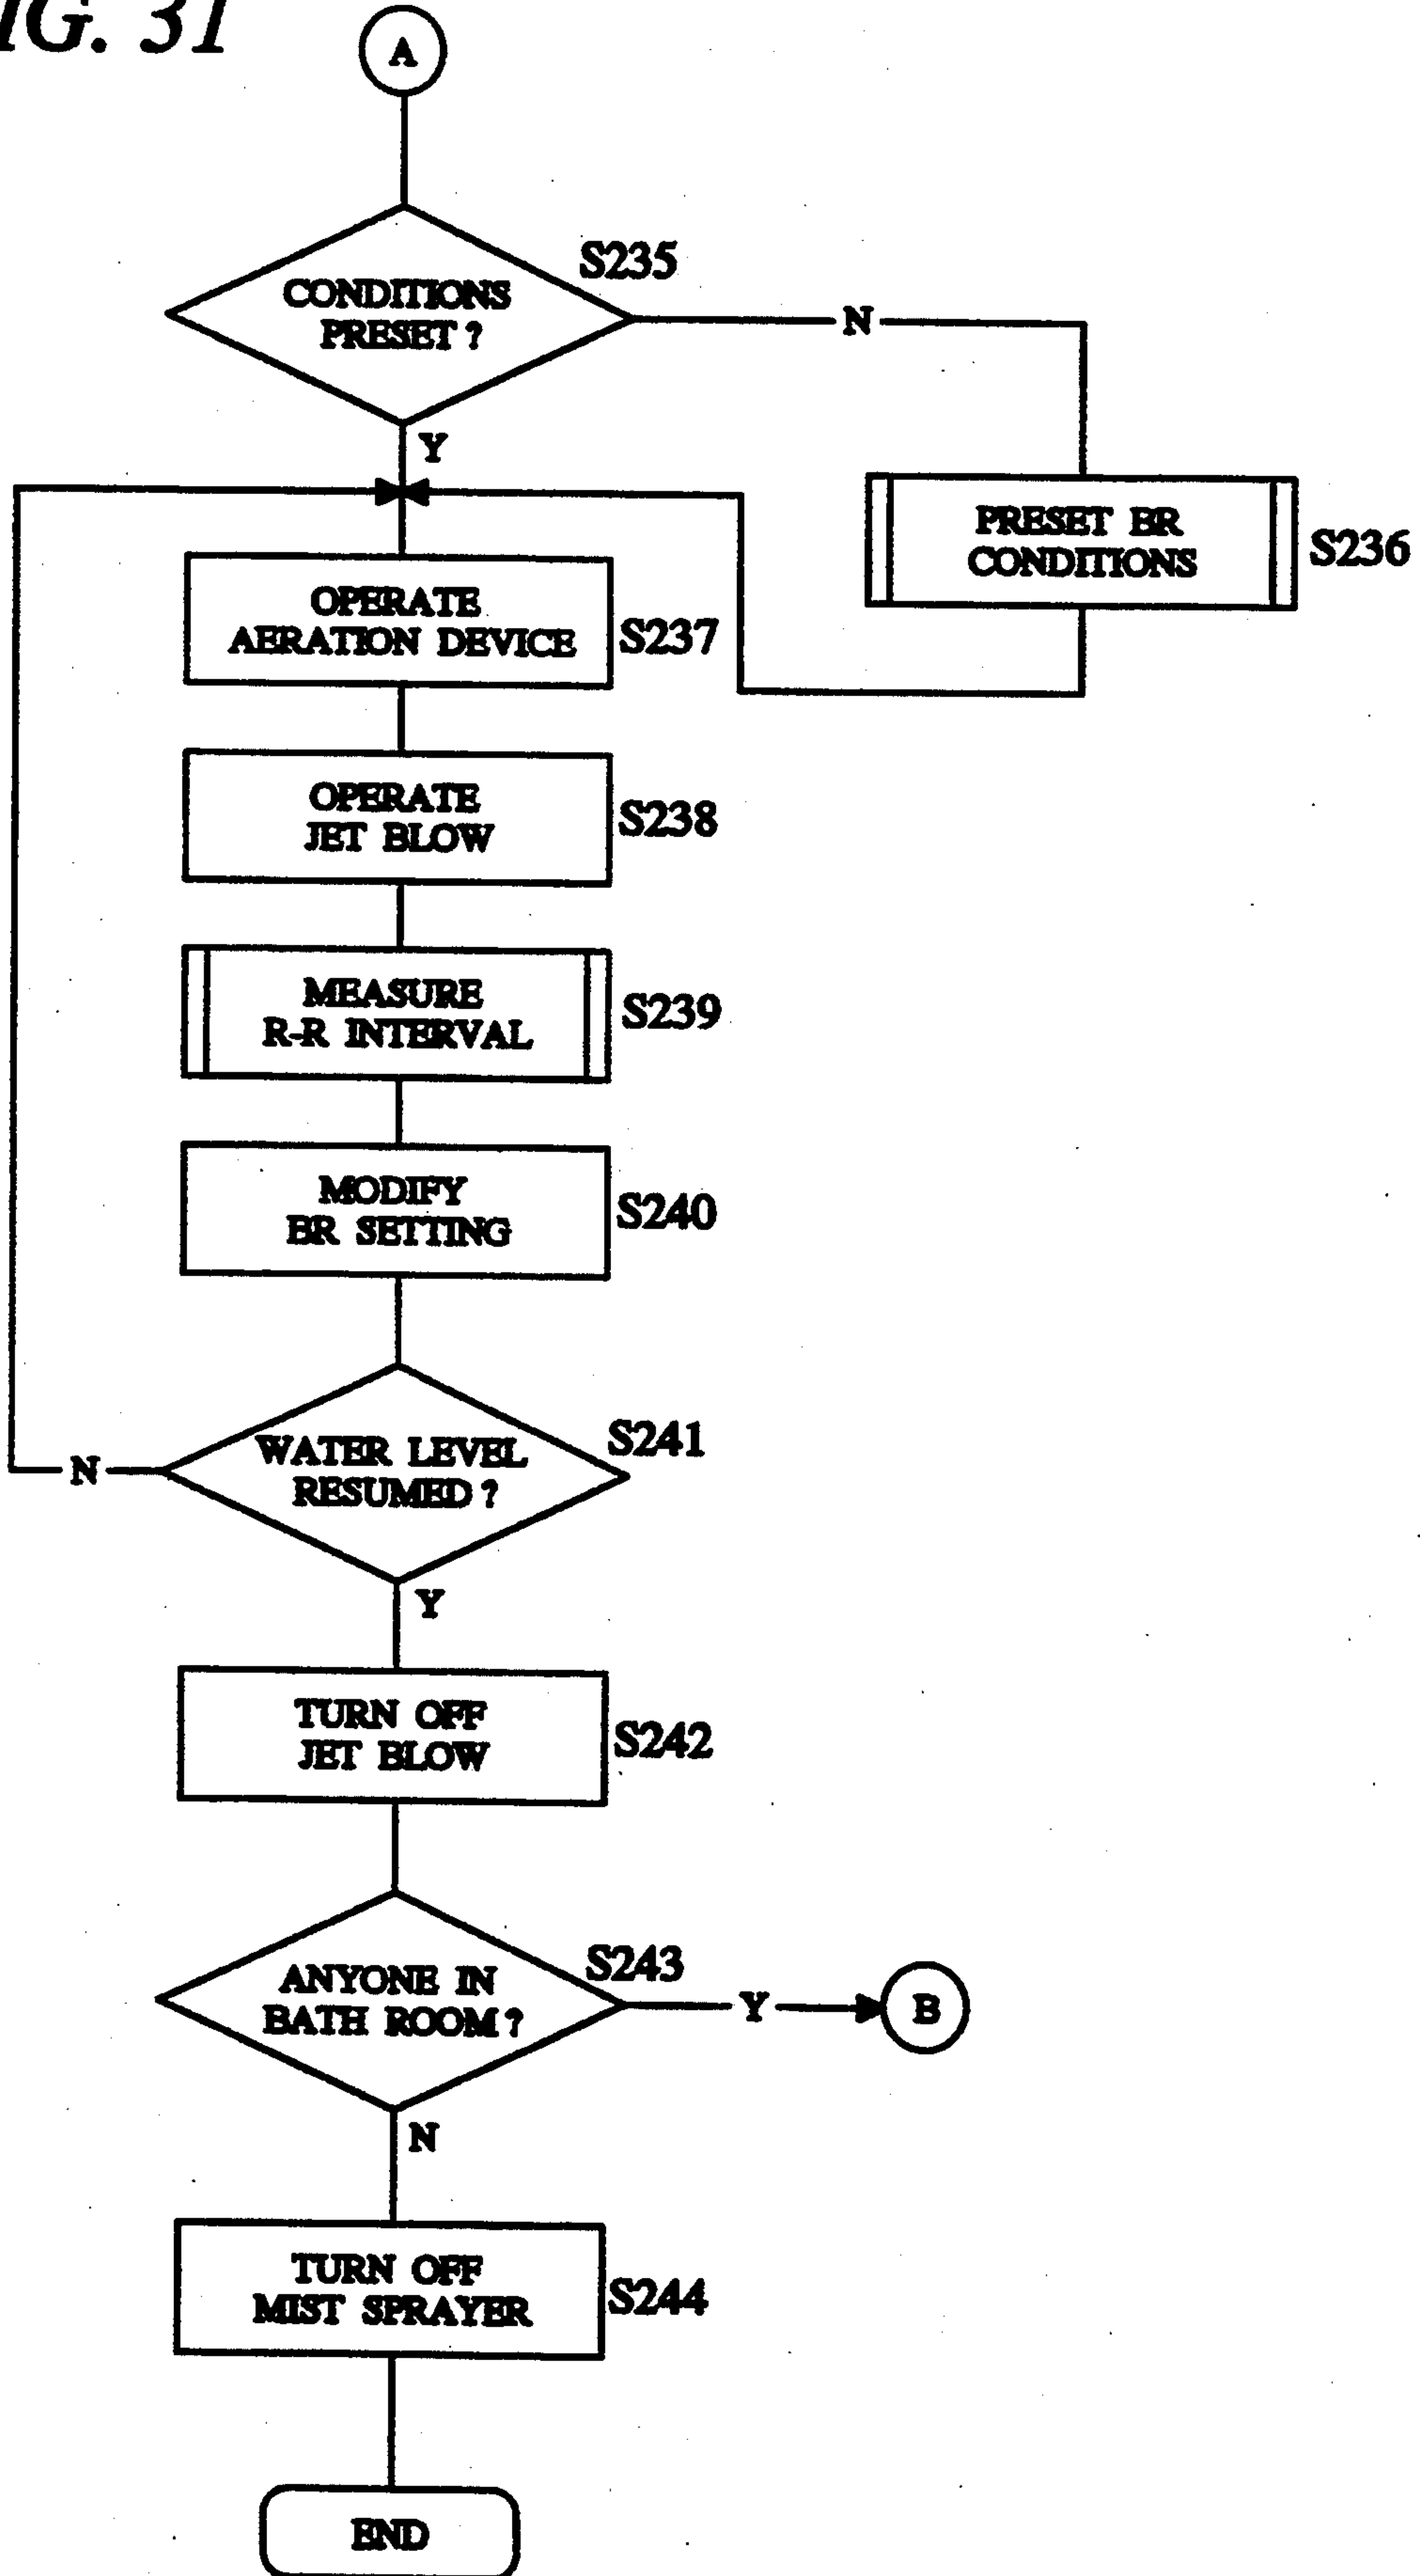 IG. 31
A
CONDITIONS
PRESET ?
S235
N
Y
PRESET BR
CONDITIONS
S236
OPERATE
AERATION DEVICE
S237
OPERATE
JET BLOW
S238
MEASURE
R-R INTERVAL
S239
MODIFY
BR SETTING
S240
WATER LEVEL
RESUMED ?
S241
N
Y
TURN OFF
JET BLOW
S242
ANYONE IN
BATH ROOM ?
S243
Y
B
N
TURN OFF
MIST SPRAYER
S244
END